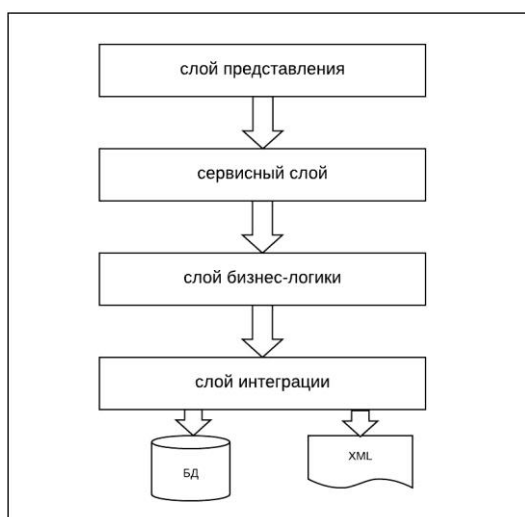 слой представления
сервисный слой
слой бизнес-логики
слой интеграции
БД
XML